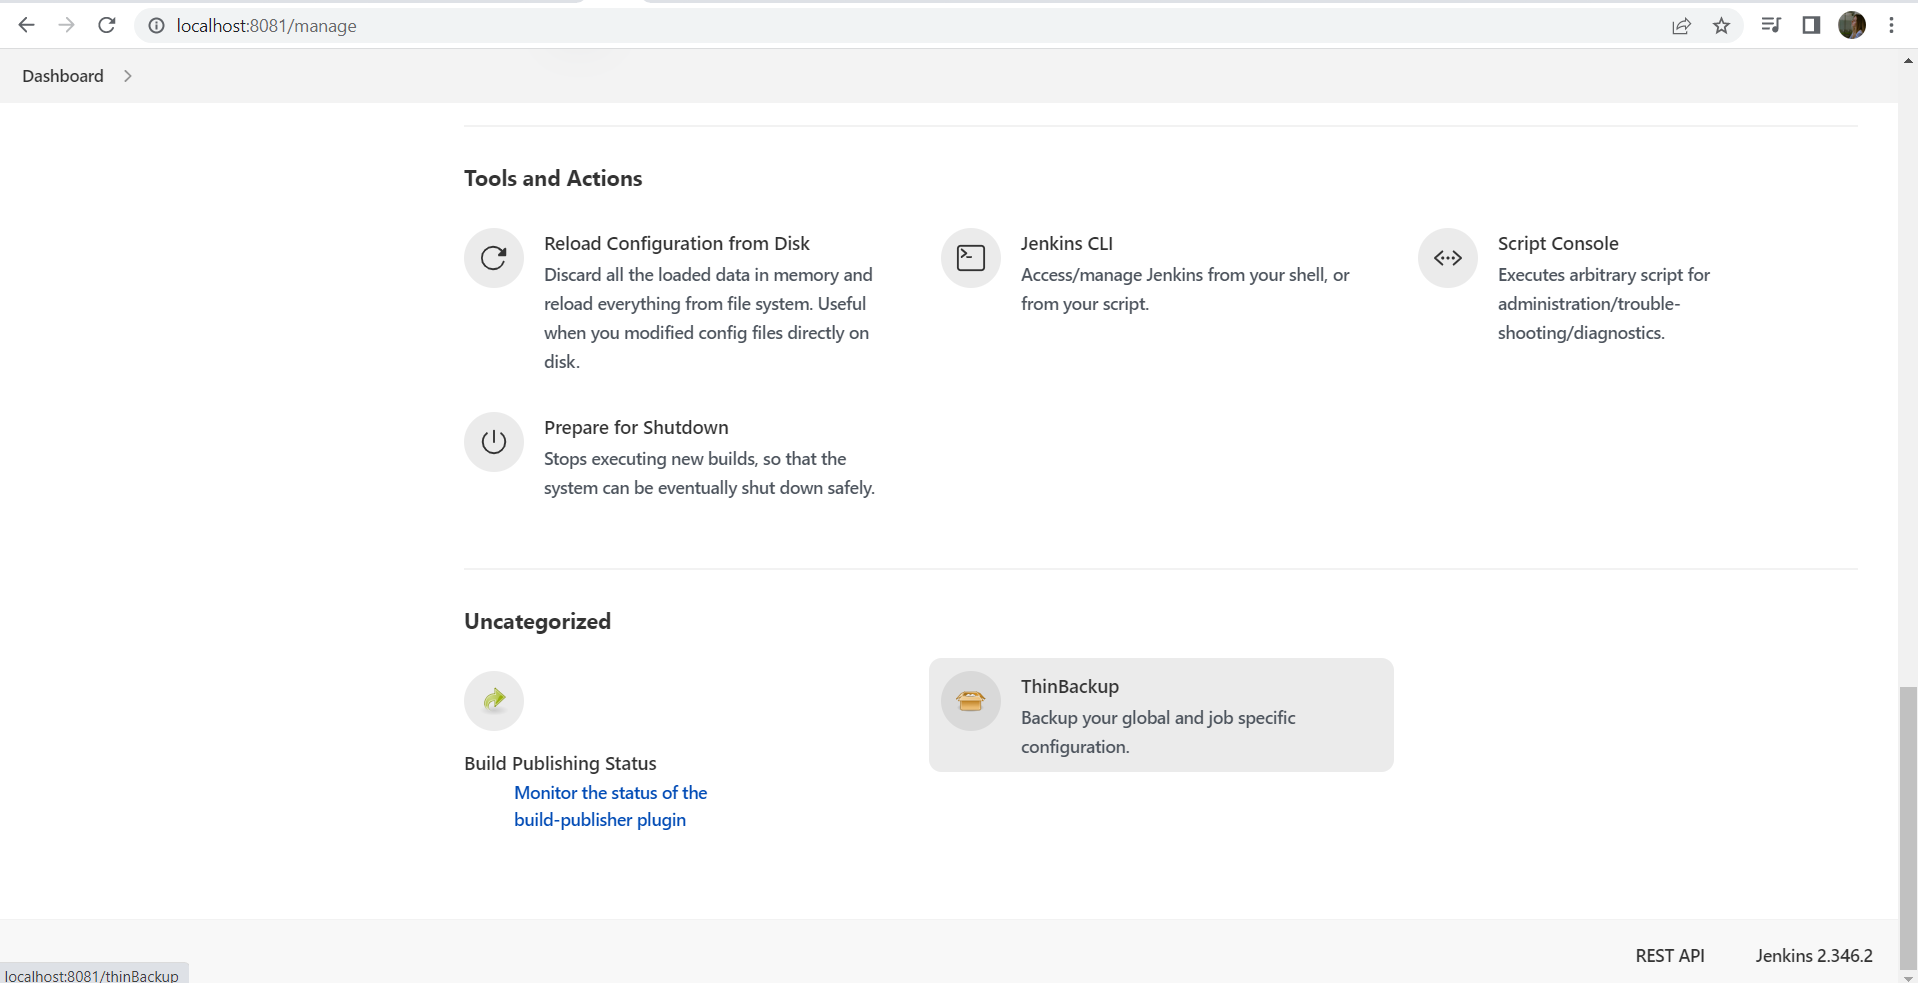 localhost:8081/manage
Dashboard
Tools and Actions
Reload Configuration from Disk
Discard all the loaded data in memory and
reload everything from file system. Useful
when you modified config files directly on
disk.
Jenkins CLI
Access/manage Jenkins from your shell, or
from your script.
Script Console
Executes arbitrary script for
administration/trouble-
shooting/diagnostics.
Prepare for Shutdown
Stops executing new builds, so that the
system can be eventually shut down safely.
Uncategorized
Build Publishing Status
Monitor the status of the
build-publisher plugin
ThinBackup
Backup your global and job specific
configuration.
REST API
Jenkins 2.346.2
localhost:8081/thinBackup